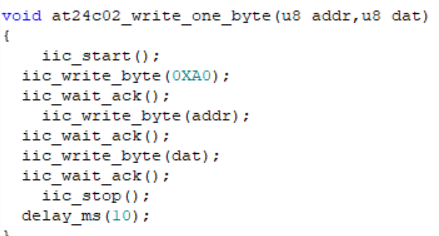 void at24c02_write_one_byte(u8 addr,u8 dat)
{
    iic_start();
  iic_write_byte(0XA0);
  iic_wait_ack();
    iic_write_byte(addr);
  iic_wait_ack();
  iic_write_byte(dat);
  iic_wait_ack();
    iic_stop();
  delay_ms(10);
}